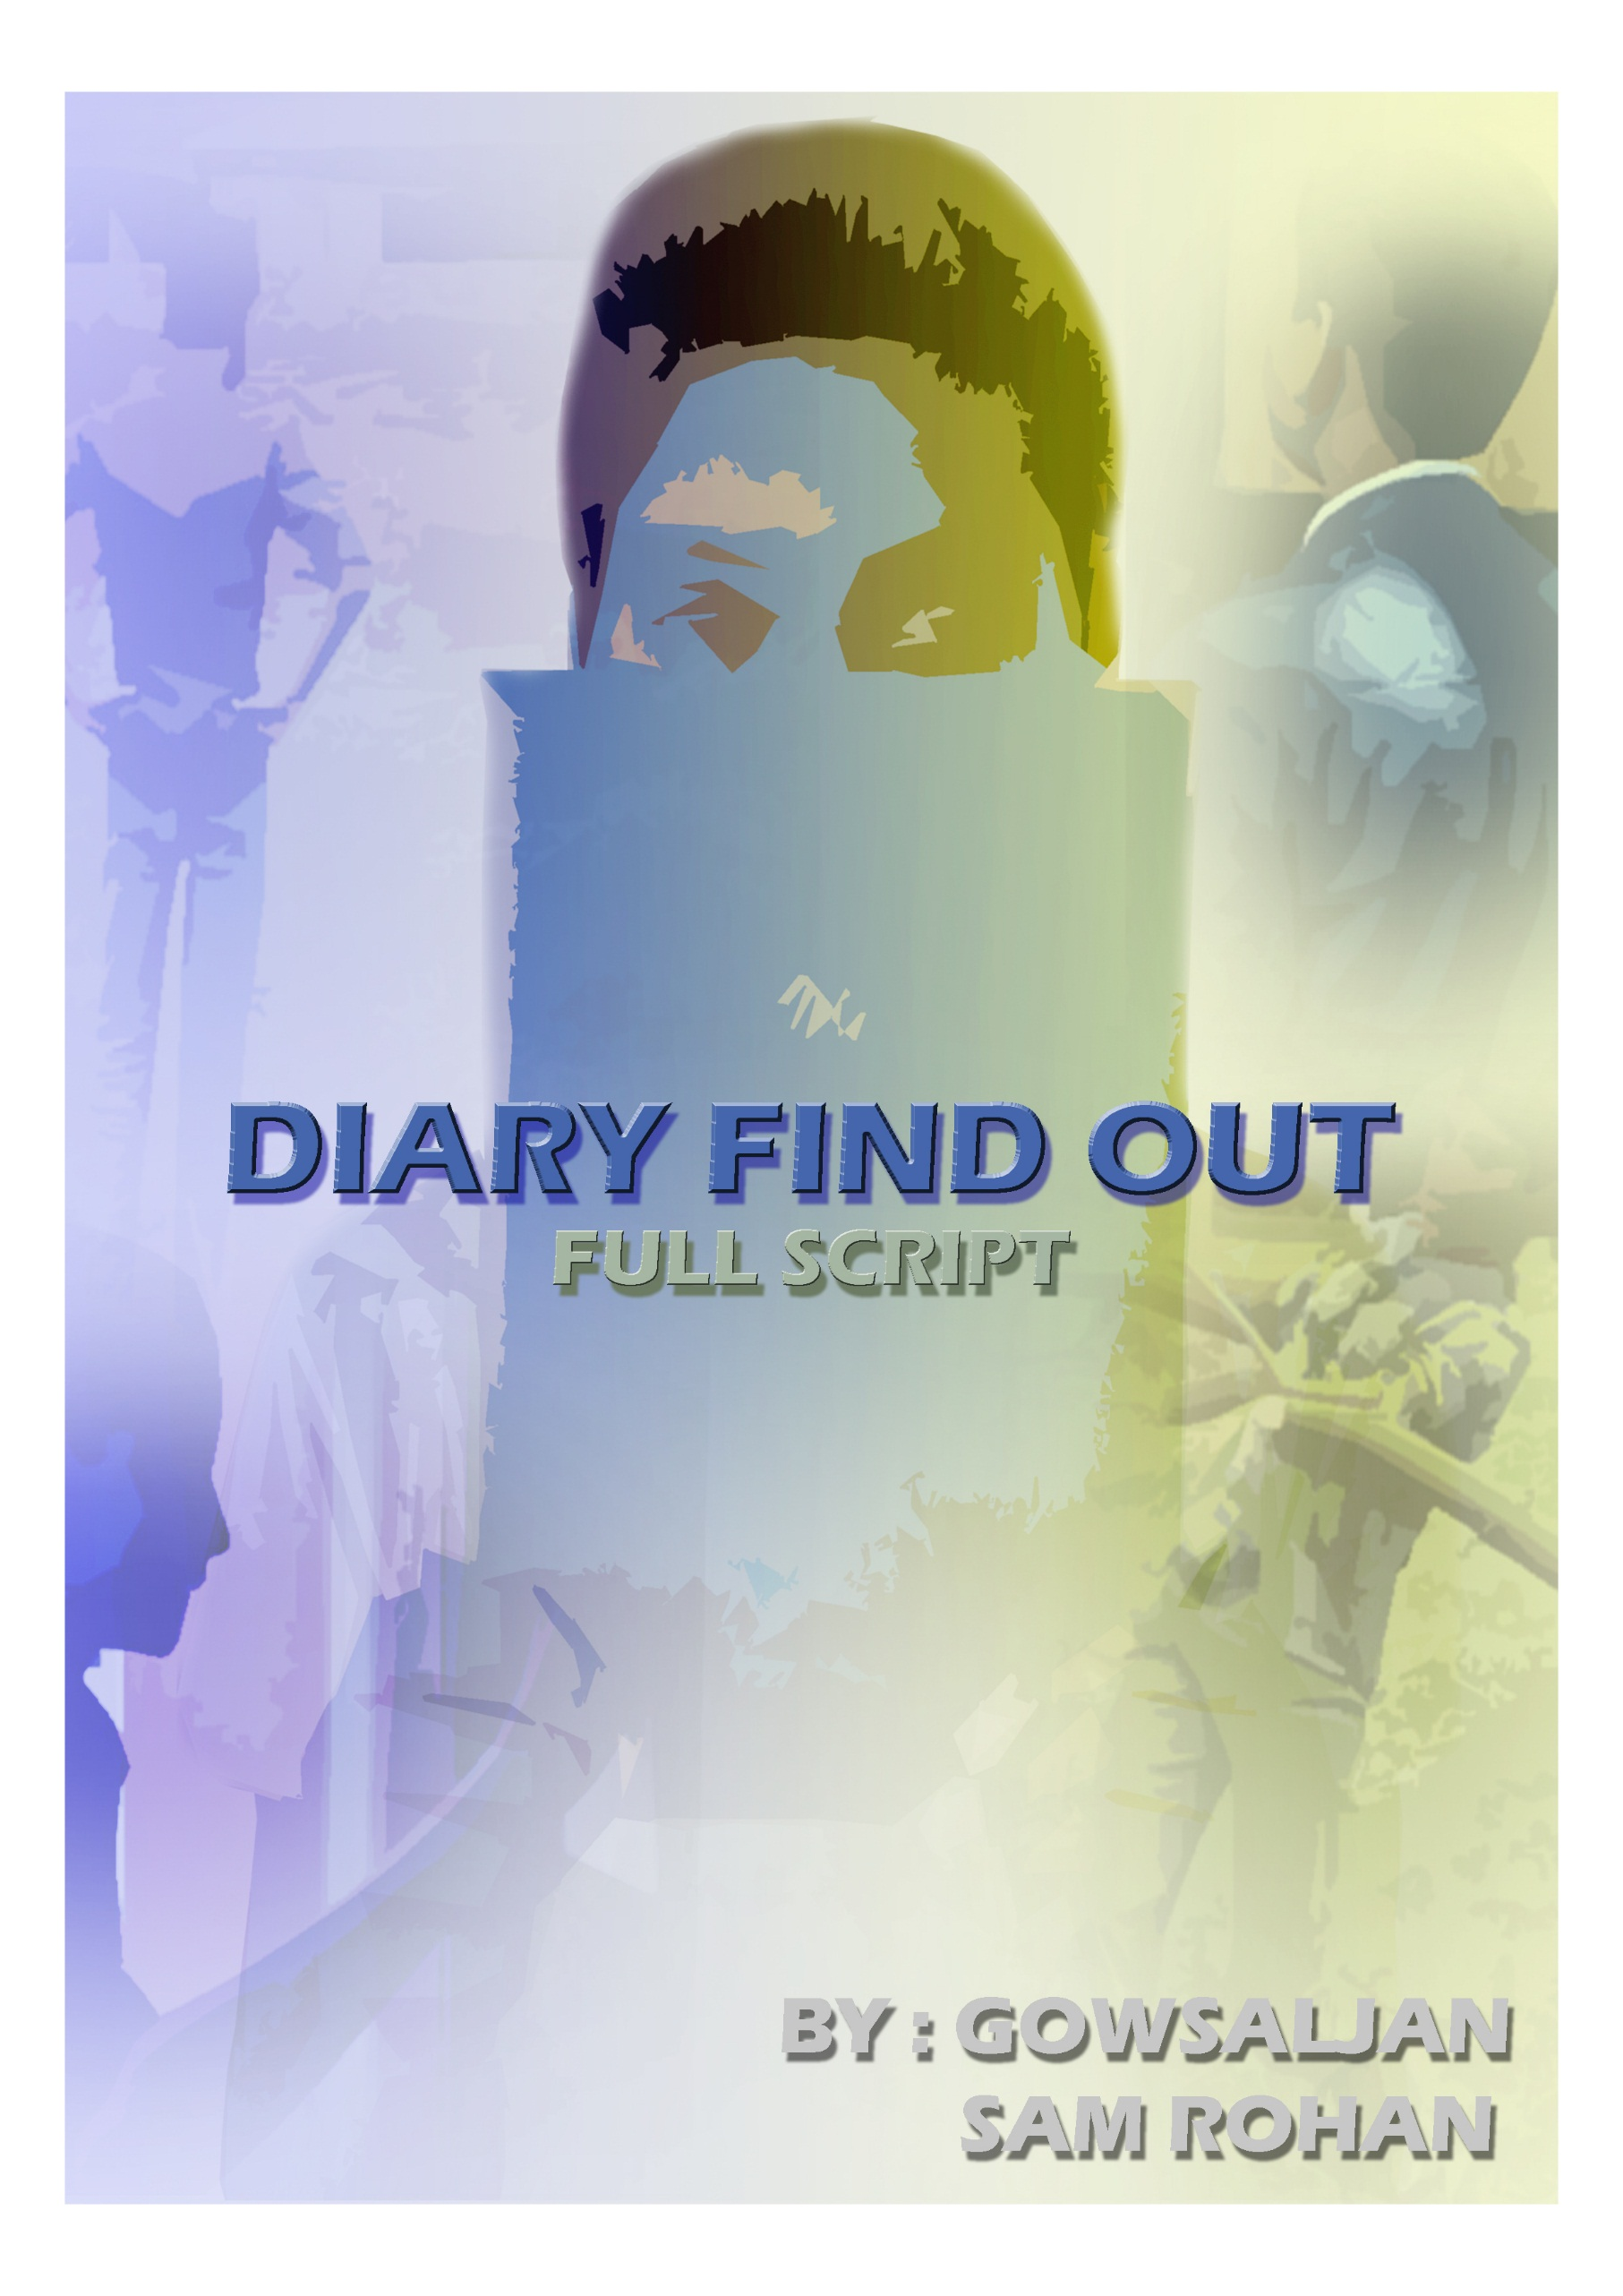 DIARY FIND OUT
FULL SCRIPT
BY : GOWSALJAN
SAM ROHAN